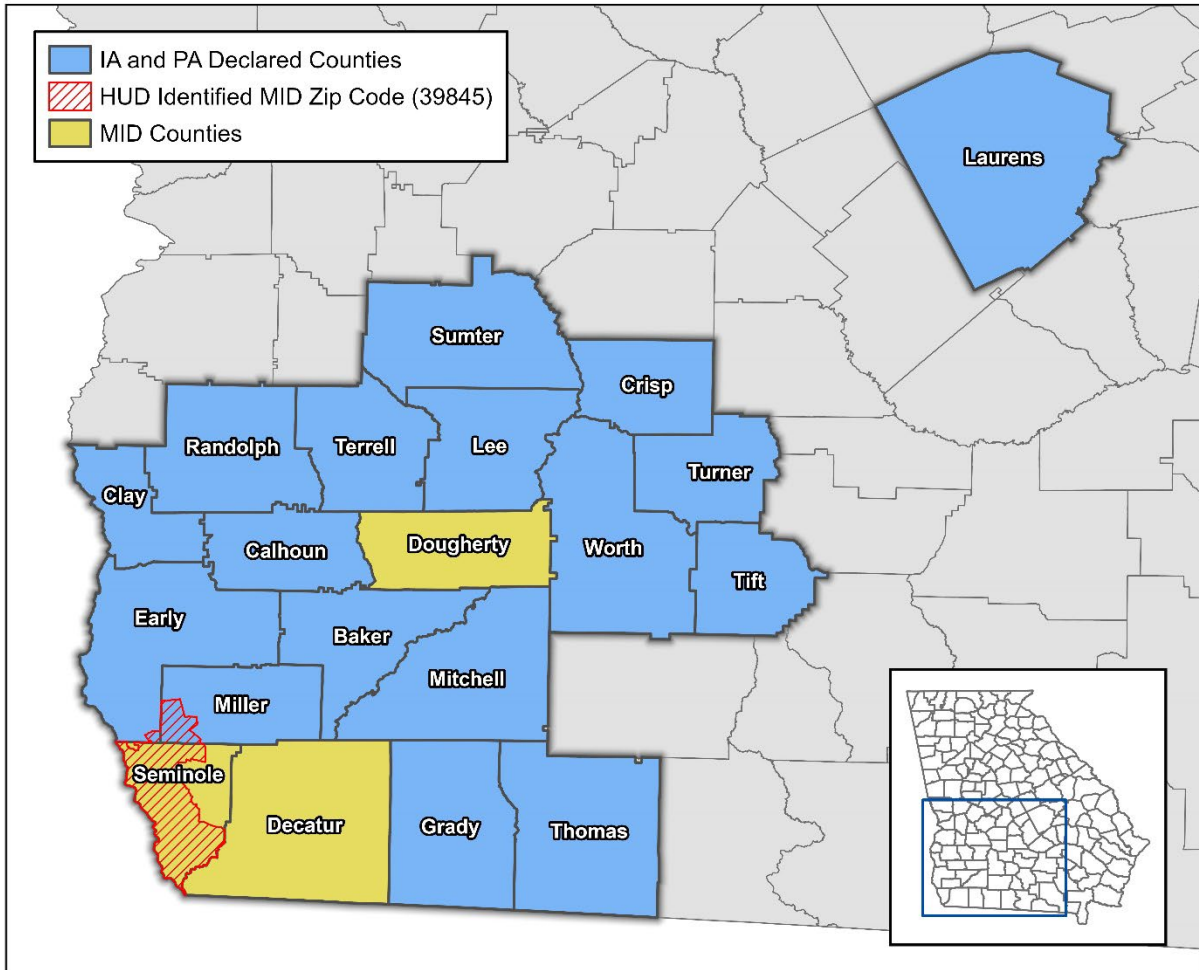 IA and PA Declared Counties
HUD Identified MID Zip Code (39845)
MID Counties
Laurens
Sumter
Crisp
Randolph
Terrell
Lee
Turner
Clay
Calhoun
Dougherty
Worth
Tift
Early
Baker
Mitchell
Miller
Seminole
Decatur
Grady
Thomas